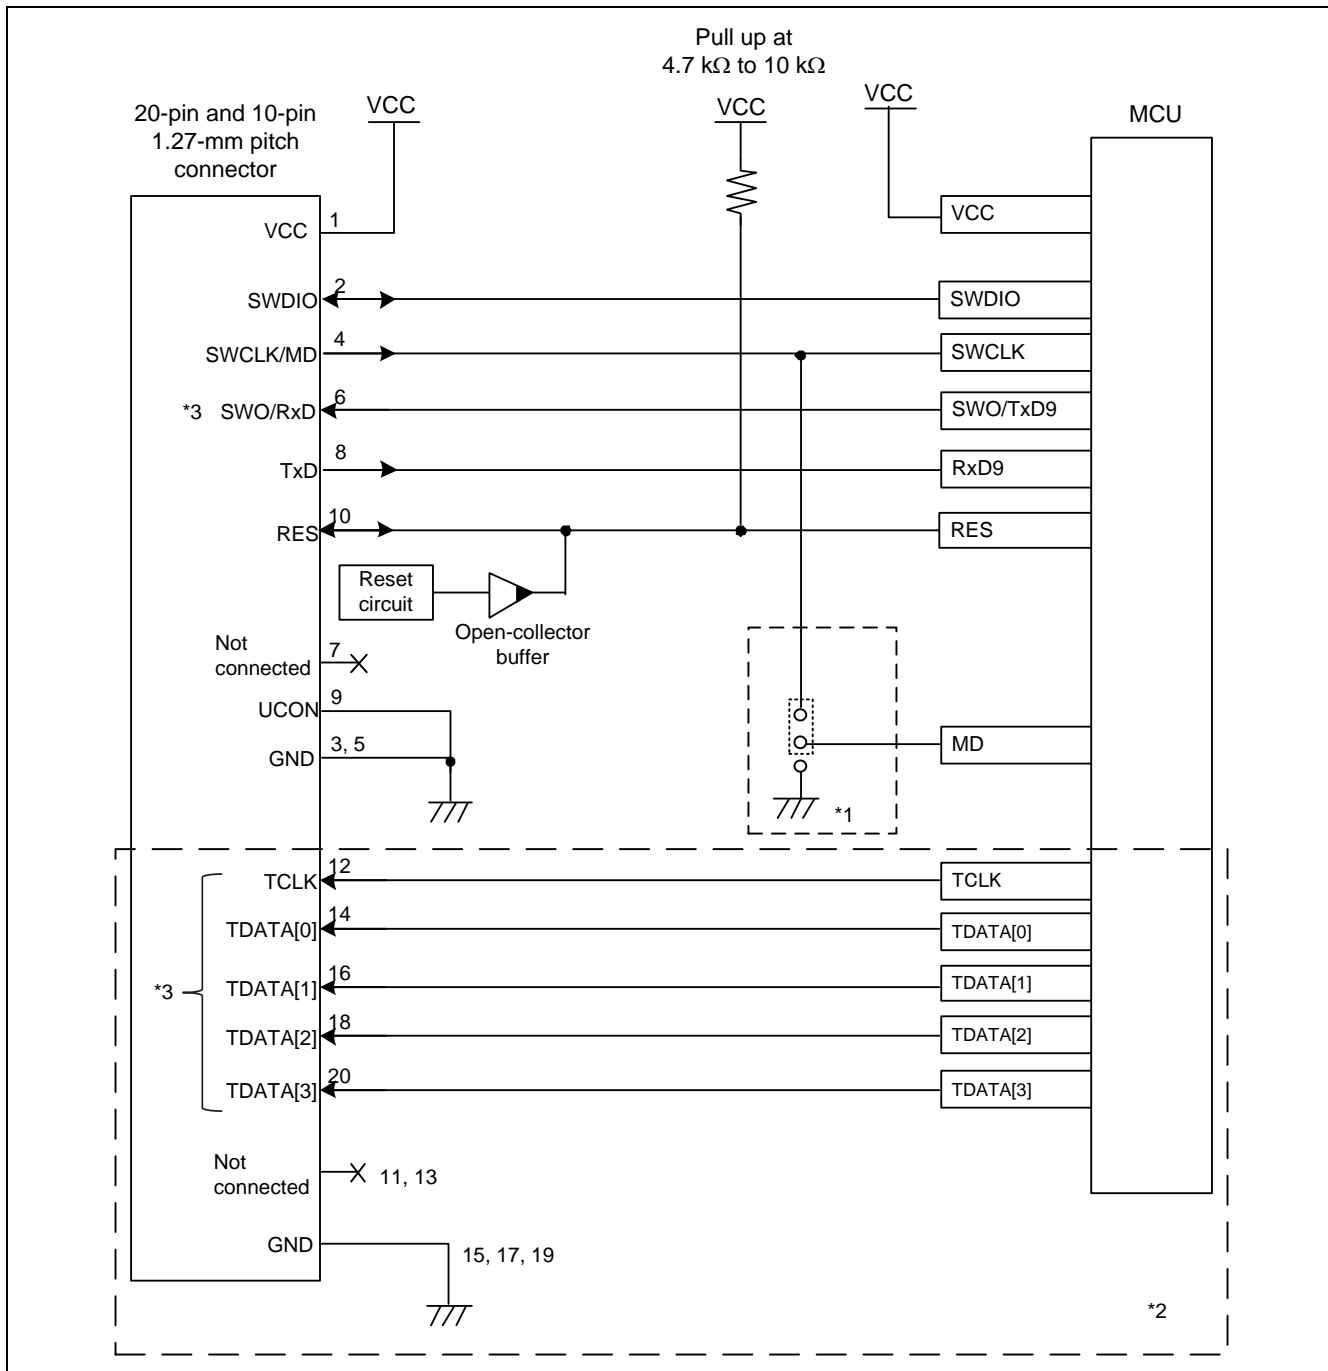 Pull up at
4.7 kΩ to 10 kΩ
20-pin and 10-pin
1.27-mm pitch
connector
VCC
VCC
VCC
MCU
VCC
1
VCC
SWDIO
2
SWDIO
SWCLK/MD
4
SWCLK
*3 SWO/RxD
6
SWO/TxD9
TxD
8
RxD9
RES
10
RES
Reset
circuit
Open-collector
buffer
Not
connected
7
UCON
9
GND
3, 5
MD
*1
TCLK
12
TCLK
TDATA[0]
14
TDATA[0]
*3
TDATA[1]
16
TDATA[1]
TDATA[2]
18
TDATA[2]
TDATA[3]
20
TDATA[3]
Not
connected
11, 13
GND
15, 17, 19
*2